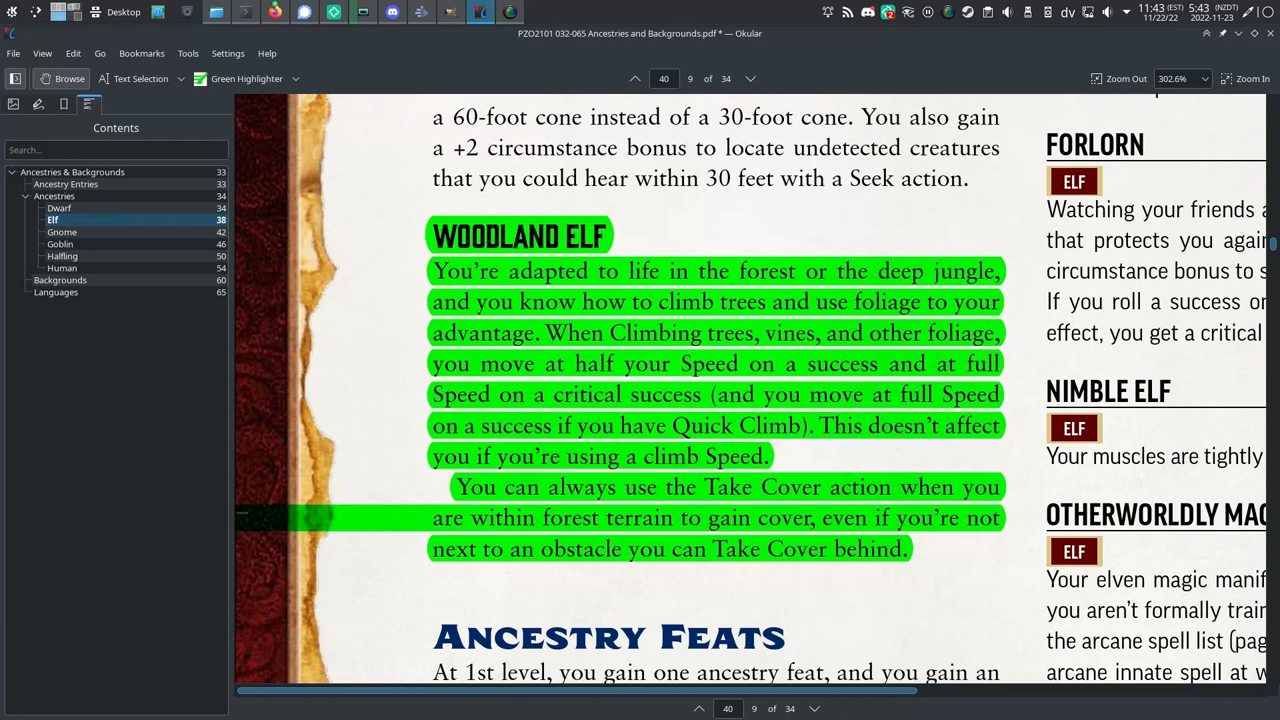 Desktop
dv
11:43(EST)
11/22/22
5:43 (NZDT)
2022-11-23
PZO2101 032-065 Ancestries and Backgrounds.pdf * — Okular
File View Edit Go Bookmarks Tools Settings Help
Browse Text Selection Green Highlighter 40 9 of 34 Zoom Out 302.6% Zoom In
Contents
Search...
Ancestries & Backgrounds 33
Ancestry Entries 33
Ancestries 34
Dwarf 34
Elf 38
Gnome 42
Goblin 46
Halfling 50
Human 54
Backgrounds 60
Languages 65
a 60-foot cone instead of a 30-foot cone. You also gain
a +2 circumstance bonus to locate undetected creatures
that you could hear within 30 feet with a Seek action.
WOODLAND ELF
You’re adapted to life in the forest or the deep jungle,
and you know how to climb trees and use foliage to your
advantage. When Climbing trees, vines, and other foliage,
you move at half your Speed on a success and at full
Speed on a critical success (and you move at full Speed
on a success if you have Quick Climb). This doesn’t affect
you if you’re using a climb Speed.
You can always use the Take Cover action when you
are within forest terrain to gain cover, even if you’re not
next to an obstacle you can Take Cover behind.
ANCESTRY FEATS
At 1st level, you gain one ancestry feat, and you gain an
FORLORN
ELF
Watching your friends
that protects you
circumstance bonus to
If you roll a success
effect, you get a critical
NIMBLE ELF
ELF
Your muscles are tightly
OTHERWORLDLY
ELF
Your elven magic
you aren’t formally
the arcane spell list
arcane innate spell at
40 9 of 34